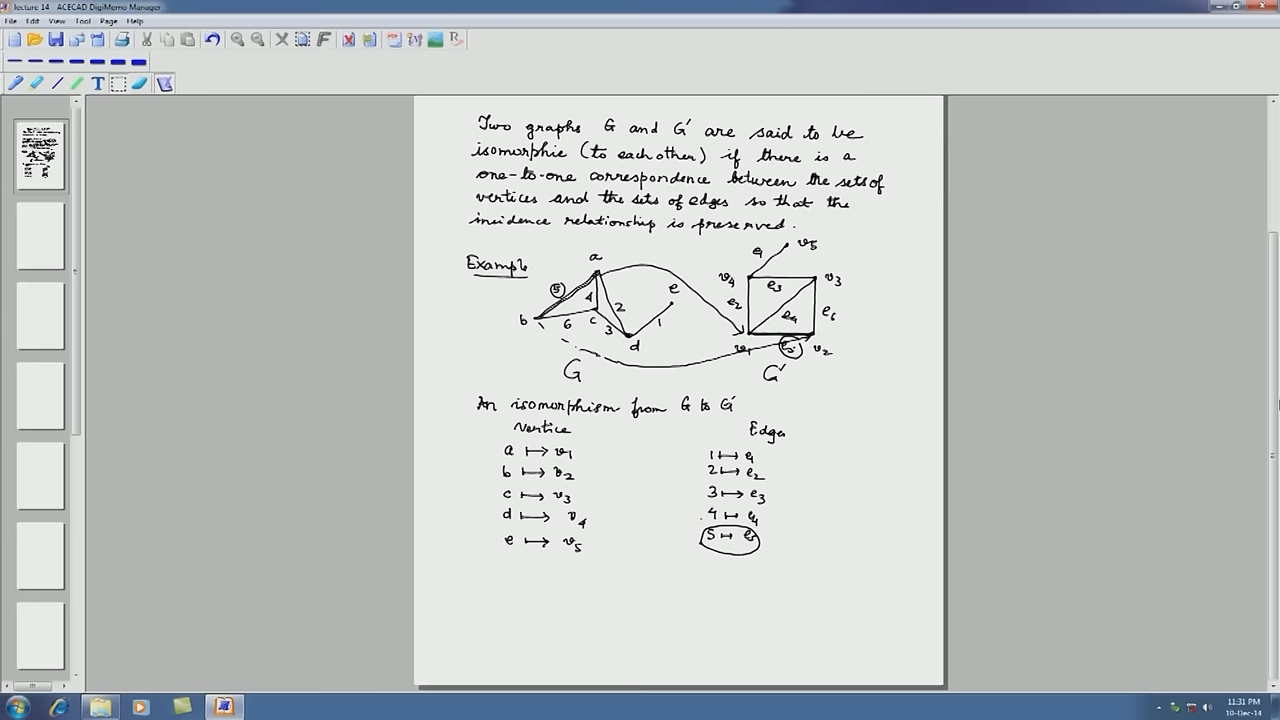 lecture 14 - ACECAD DigiMemo Manager
File Edit View Tool Page Help
Two graphs G and G' are said to be
isomorphic (to each other) if there is a
one-to-one correspondence between the sets of
vertices and the sets of edges so that the
incidence relationship is preserved.
Example
a
b
c
d
e
5
4
2
6
3
1
G
v5
e1
v4
e3
v3
e2
e4
e6
v1
e5
v2
G'
An isomorphism from G to G'
Vertice
Edges
a ↦ v1
1 ↦ e1
b ↦ v2
2 ↦ e2
c ↦ v3
3 ↦ e3
d ↦ v4
4 ↦ e4
e ↦ v5
5 ↦ e5
11:31 PM
10-Dec-14